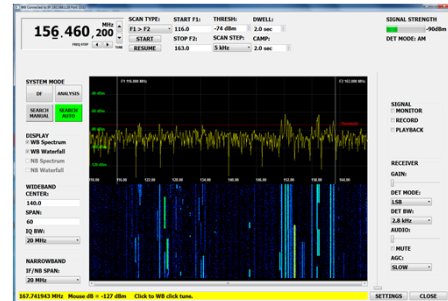 156.460,200 MHz
SCAN TYPE: START F1: THRESH: DWELL:
F1 > F2 116.0 -74 dBm 2.0 sec
START STOP F2: SCAN STEP: CAMP:
RESUME 163.0 5 kHz 2.0 sec
SIGNAL STRENGTH
-90dBm
DET MODE: AM
SYSTEM MODE
DF ANALYSIS
SEARCH MANUAL
SEARCH AUTO
DISPLAY
WB Spectrum
WB Waterfall
NB Spectrum
NB Waterfall
WIDEBAND
CENTER:
140.0
SPAN:
60
IQ BW:
20 MHz
NARROWBAND
IF/NB SPAN:
20 MHz
SIGNAL
MONITOR
RECORD
PLAYBACK
RECEIVER
GAIN:
DET MODE:
LSB
DET BW:
2.8 kHz
AUDIO:
MUTE
AGC:
SLOW
167.741943 MHz Mouse dB = -127 dBm Click to WB click tune.
SETTINGS CLOSE